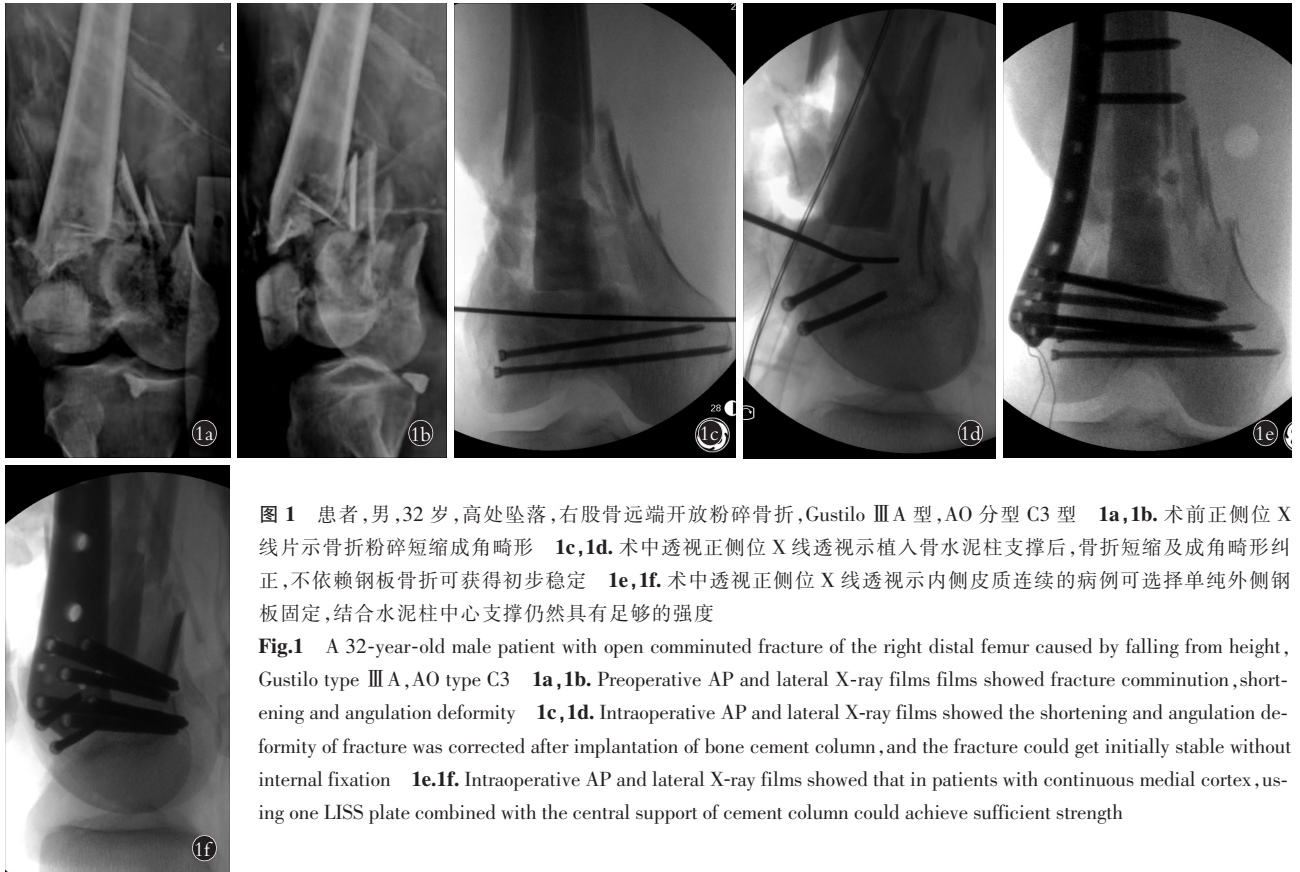 1a
1b
28
1c
1d
1e
1f
图 1 患者,男,32 岁,高处坠落,右股骨远端开放粉碎骨折,Gustilo ⅢA 型,AO 分型 C3 型 1a,1b. 术前正侧位 X
线片示骨折粉碎短缩成角畸形 1c,1d. 术中透视正侧位 X 线透视示植入骨水泥柱支撑后,骨折短缩及成角畸形纠
正,不依赖钢板骨折可获得初步稳定 1e,1f. 术中透视正侧位 X 线透视示内侧皮质连续的病例可选择单纯外侧钢
板固定,结合水泥柱中心支撑仍然具有足够的强度
Fig.1 A 32-year-old male patient with open comminuted fracture of the right distal femur caused by falling from height,
Gustilo type ⅢA,AO type C3 1a,1b. Preoperative AP and lateral X-ray films films showed fracture comminution,short-
ening and angulation deformity 1c,1d. Intraoperative AP and lateral X-ray films showed the shortening and angulation de-
formity of fracture was corrected after implantation of bone cement column,and the fracture could get initially stable without
internal fixation 1e.1f. Intraoperative AP and lateral X-ray films showed that in patients with continuous medial cortex,us-
ing one LISS plate combined with the central support of cement column could achieve sufficient strength